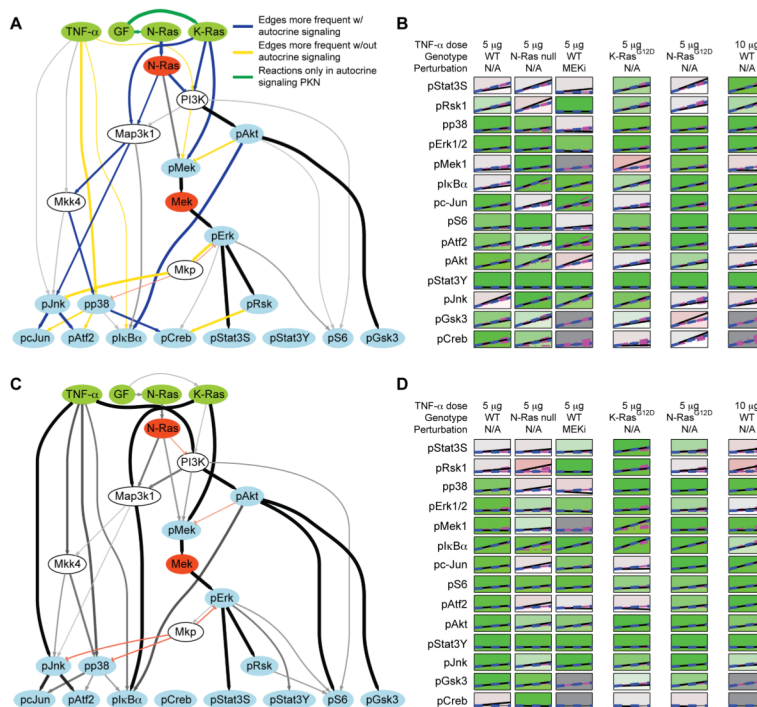 A
TNF-α GF N-Ras K-Ras
N-Ras
PI3K
Map3k1
pAkt
pMek
Mkk4
Mek
pErk
Mkp
pJnk pp38 pRsk
pcJun pAtf2 pIκBα pCreb pStat3S pStat3Y pS6 pGsk3
Edges more frequent w/
autocrine signaling
Edges more frequent w/out
autocrine signaling
Reactions only in autocrine
signaling PKN
B
TNF-α dose 5 µg 5 µg 5 µg 5 µg 5 µg 10 µg
Genotype WT N-Ras null WT K-RasG12D N-RasG12D WT
Perturbation N/A N/A MEKi N/A N/A N/A
pStat3S
pRsk1
pp38
pErk1/2
pMek1
pIκBα
pc-Jun
pS6
pAtf2
pAkt
pStat3Y
pJnk
pGsk3
pCreb
C
TNF-α GF N-Ras K-Ras
N-Ras
PI3K
Map3k1
pAkt
pMek
Mkk4
Mek
pErk
Mkp
pJnk pp38 pRsk
pcJun pAtf2 pIκBα pCreb pStat3S pStat3Y pS6 pGsk3
D
TNF-α dose 5 µg 5 µg 5 µg 5 µg 5 µg 10 µg
Genotype WT N-Ras null WT K-RasG12D N-RasG12D WT
Perturbation N/A N/A MEKi N/A N/A N/A
pStat3S
pRsk1
pp38
pErk1/2
pMek1
pIκBα
pc-Jun
pS6
pAtf2
pAkt
pStat3Y
pJnk
pGsk3
pCreb